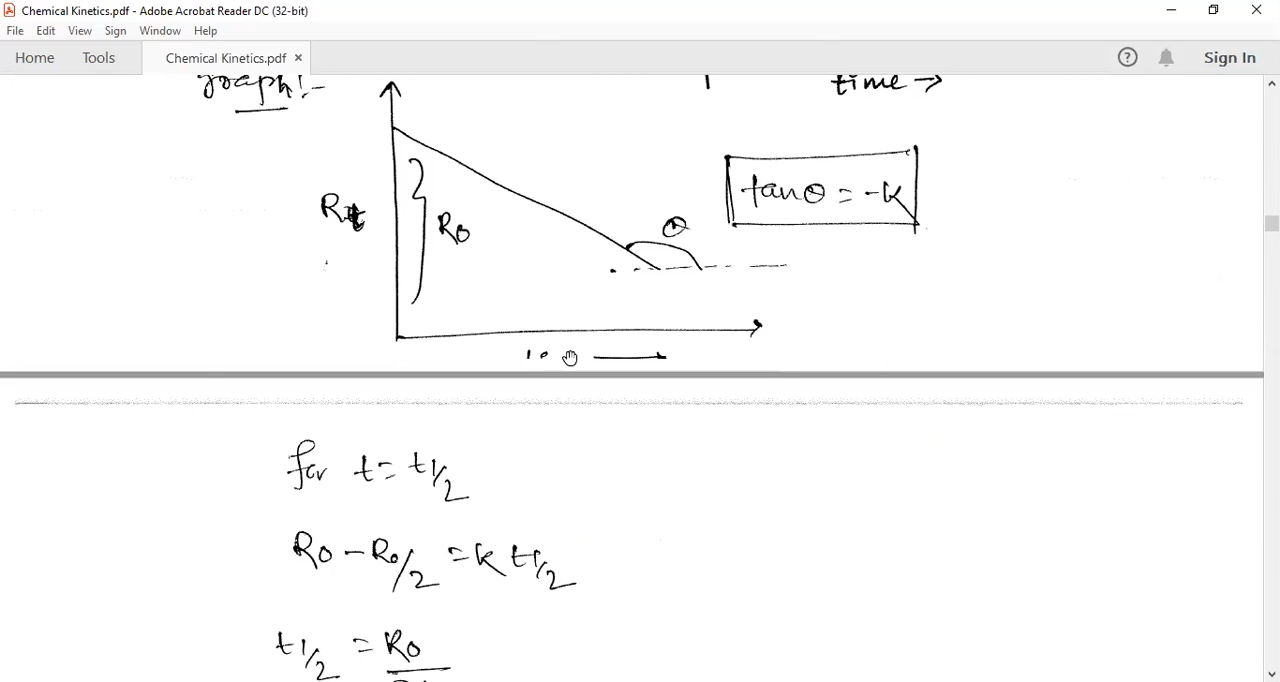 Chemical Kinetics.pdf - Adobe Acrobat Reader DC (32-bit)
File Edit View Sign Window Help
Home Tools Chemical Kinetics.pdf × Sign In
graph!-
time →
Rt
R0
θ
tanθ = -k
for t = t1/2
R0 - R0/2 = k t1/2
t1/2 = R0